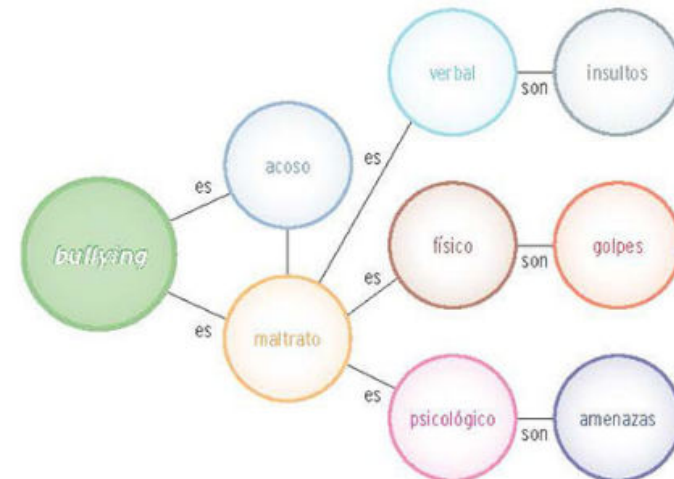 verbal
son
insultos
acoso
es
es
bullying
físico
son
golpes
es
es
maltrato
es
psicológico
son
amenazas